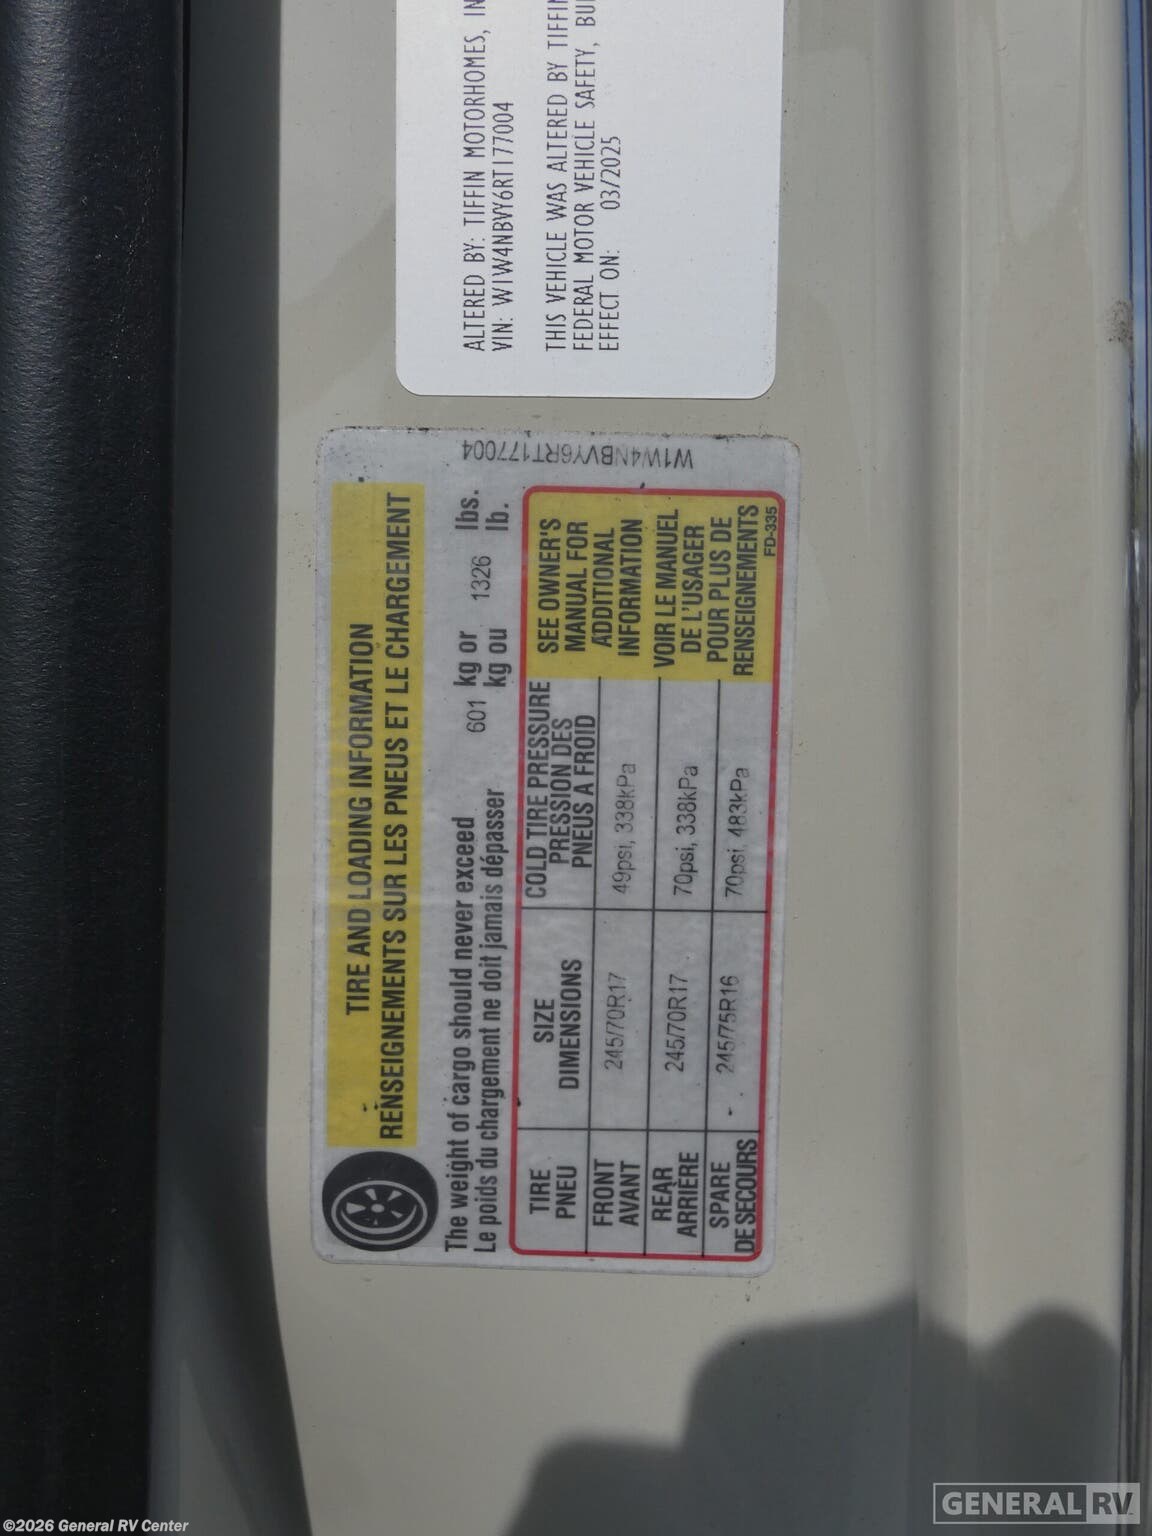 ALTERED BY: TIFFIN MOTORHOMES,
VIN: W1W4NBVY6RT177004
THIS VEHICLE WAS ALTERED BY TIFFIN
FEDERAL MOTOR VEHICLE SAFETY,
EFFECT ON: 03/2025
TIRE AND LOADING INFORMATION
RENSEIGNEMENTS SUR LES PNEUS ET LE CHARGEMENT
The weight of cargo should never exceed 601 kg or 1326 lbs.
Le poids du chargement ne doit jamais dépasser kg ou lb.
TIRE PNEU
SIZE DIMENSIONS
COLD TIRE PRESSURE
PRESSION DES
PNEUS A FROID
FRONT AVANT 245/70R17 49psi, 338kPa
REAR ARRIÈRE 245/70R17 70psi, 338kPa
SPARE DE SECOURS 245/75R16 70psi, 483kPa
SEE OWNER'S
MANUAL FOR
ADDITIONAL
INFORMATION
VOIR LE MANUEL
DE L'USAGER
POUR PLUS DE
RENSEIGNEMENTS
FD-335
W1W4NBVY6RT177004
©2026 General RV Center
GENERAL RV